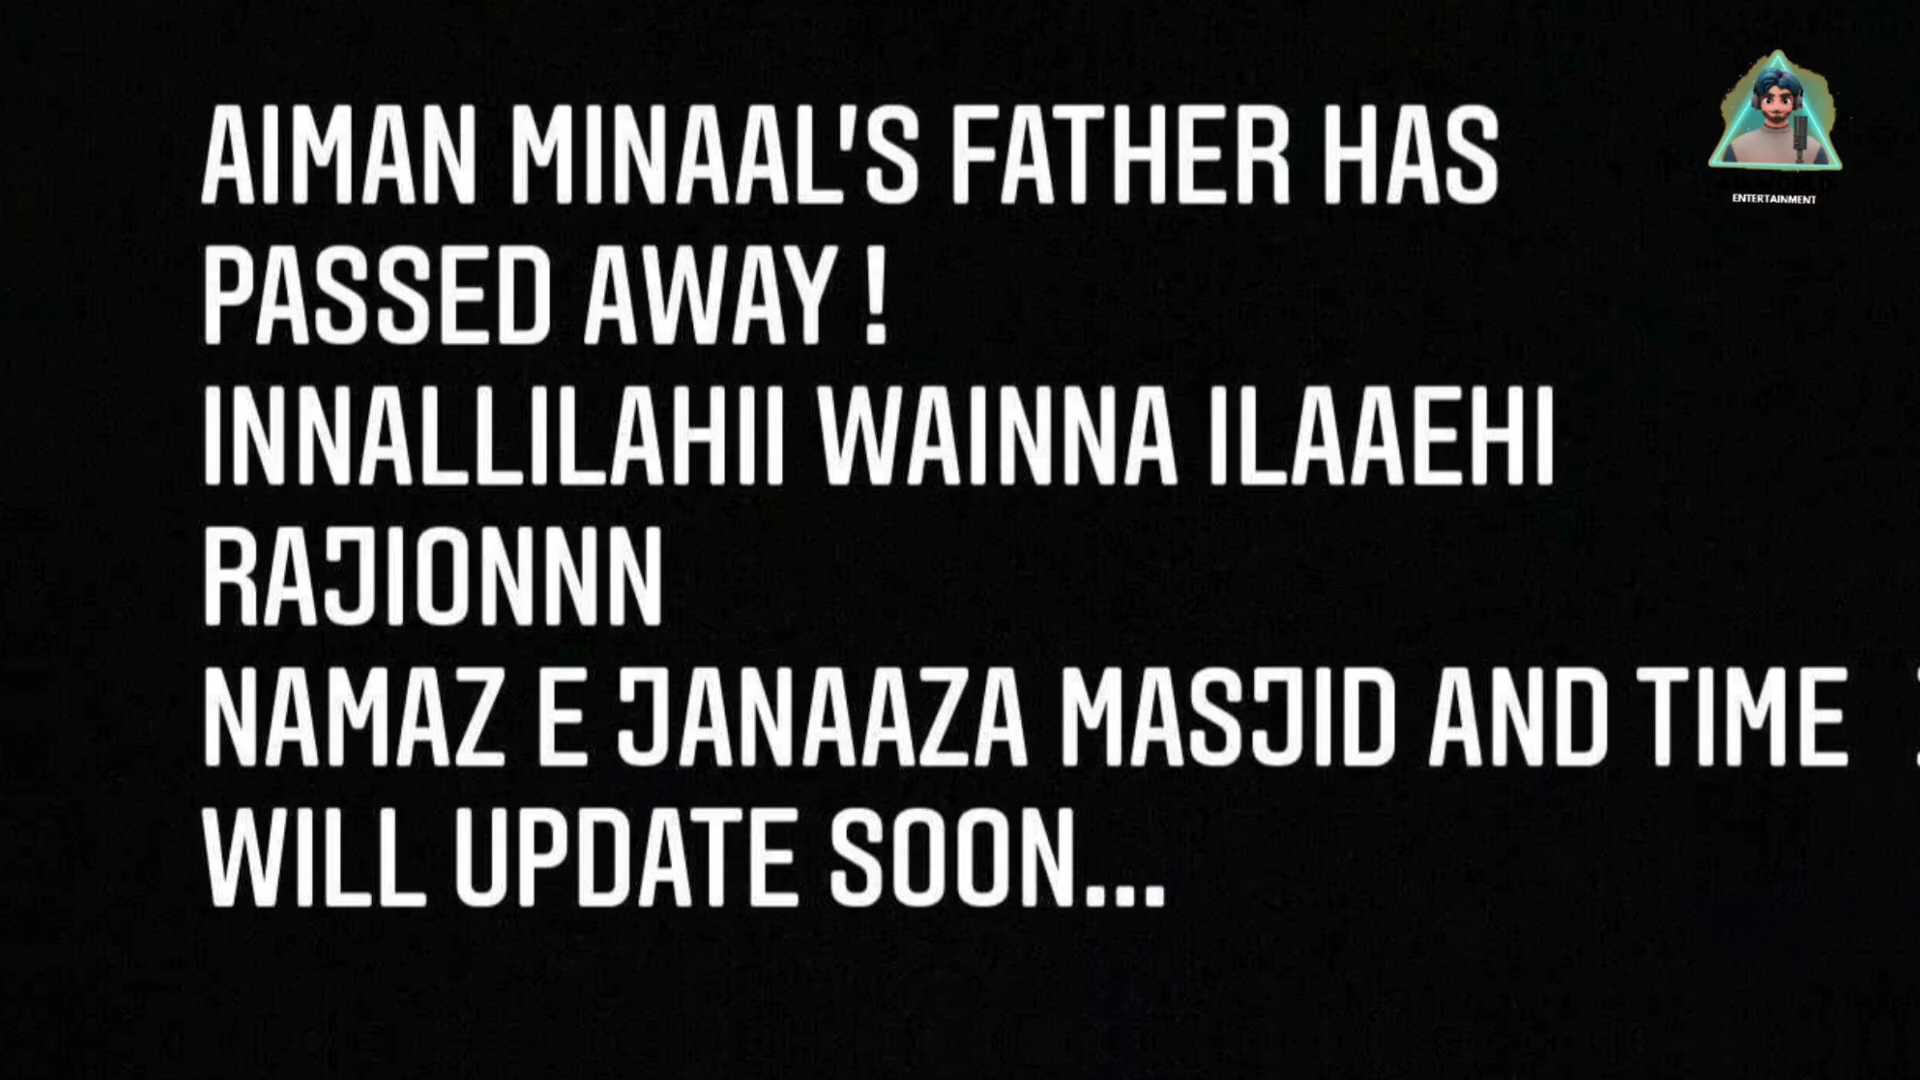 AIMAN MINAAL'S FATHER HAS
PASSED AWAY !
INNALLILAHII WAINNA ILAAEHI
RAJIONNN
NAMAZ E JANAAZA MASJID AND TIME
WILL UPDATE SOON...
ENTERTAINMENT